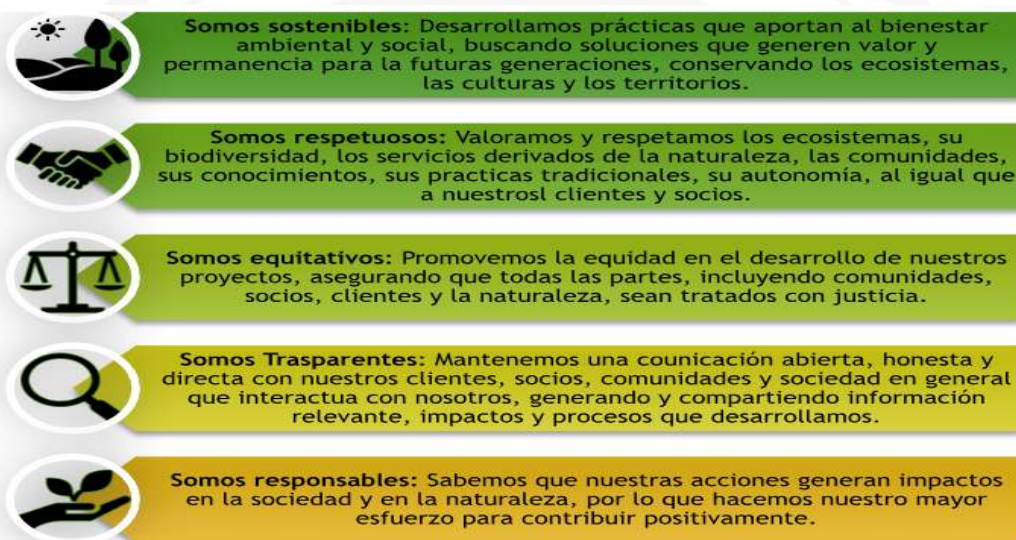 Somos sostenibles: Desarrollamos prácticas que aportan al bienestar
ambiental y social, buscando soluciones que generen valor y
permanencia para la futuras generaciones, conservando los ecosistemas,
las culturas y los territorios.
Somos respetuosos: Valoramos y respetamos los ecosistemas, su
biodiversidad, los servicios derivados de la naturaleza, las comunidades,
sus conocimientos, sus practicas tradicionales, su autonomía, al igual que
a nuestrosl clientes y socios.
Somos equitativos: Promovemos la equidad en el desarrollo de nuestros
proyectos, asegurando que todas las partes, incluyendo comunidades,
socios, clientes y la naturaleza, sean tratados con justicia.
Somos Trasparentes: Mantenemos una counicación abierta, honesta y
directa con nuestros clientes, socios, comunidades y sociedad en general
que interactua con nosotros, generando y compartiendo información
relevante, impactos y procesos que desarrollamos.
Somos responsables: Sabemos que nuestras acciones generan impactos
en la sociedad y en la naturaleza, por lo que hacemos nuestro mayor
esfuerzo para contribuir positivamente.